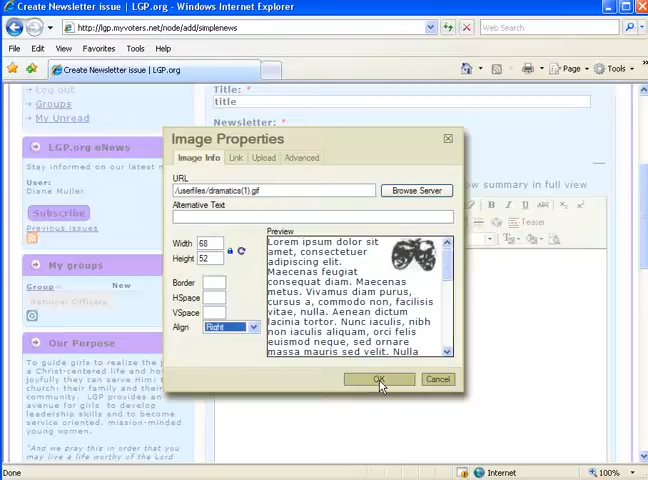 Create Newsletter issue | LGP.org - Internet Explorer
http://lgp.myvoters.net/node/add/simplenews
Web Search
File Edit View Favorites Tools Help
Create Newsletter issue | LGP.org
Page Tools
Log out
Groups
My Unread
Title: *
title
Newsletter: *
LGP.org eNews
Stay informed on our latest
User:
Diane Muller
Subscribe
Previous issues
My groups
Group New
National Officers
Our Purpose
To guide girls to realize the
a Christ-centered life and how
joyfully they can serve Him; th
church; their family and their
community. LGP provides an
avenue for girls to develop
leadership skills and to become
service oriented, mission-minded
young women.
"And we pray this in order that you
may live a life worthy of the Lord
ow summary in full view
B I U ABC x₂ x²
Teaser
Image Properties
Image Info Link Upload Advanced
URL
/userfiles/dramatics(1).gif
Browse Server
Alternative Text
Width 68
Height 52
Border
HSpace
VSpace
Align Right
Preview
Lorem ipsum dolor sit
amet, consectetuer
adipiscing elit.
Maecenas feugiat
consequat diam. Maecenas
metus. Vivamus diam purus,
cursus a, commodo non, facilisis
vitae, nulla. Aenean dictum
lacinia tortor. Nunc iaculis, nibh
non iaculis aliquam, orci felis
euismod neque, sed ornare
massa mauris sed velit. Nulla
OK Cancel
Done
Internet
100%